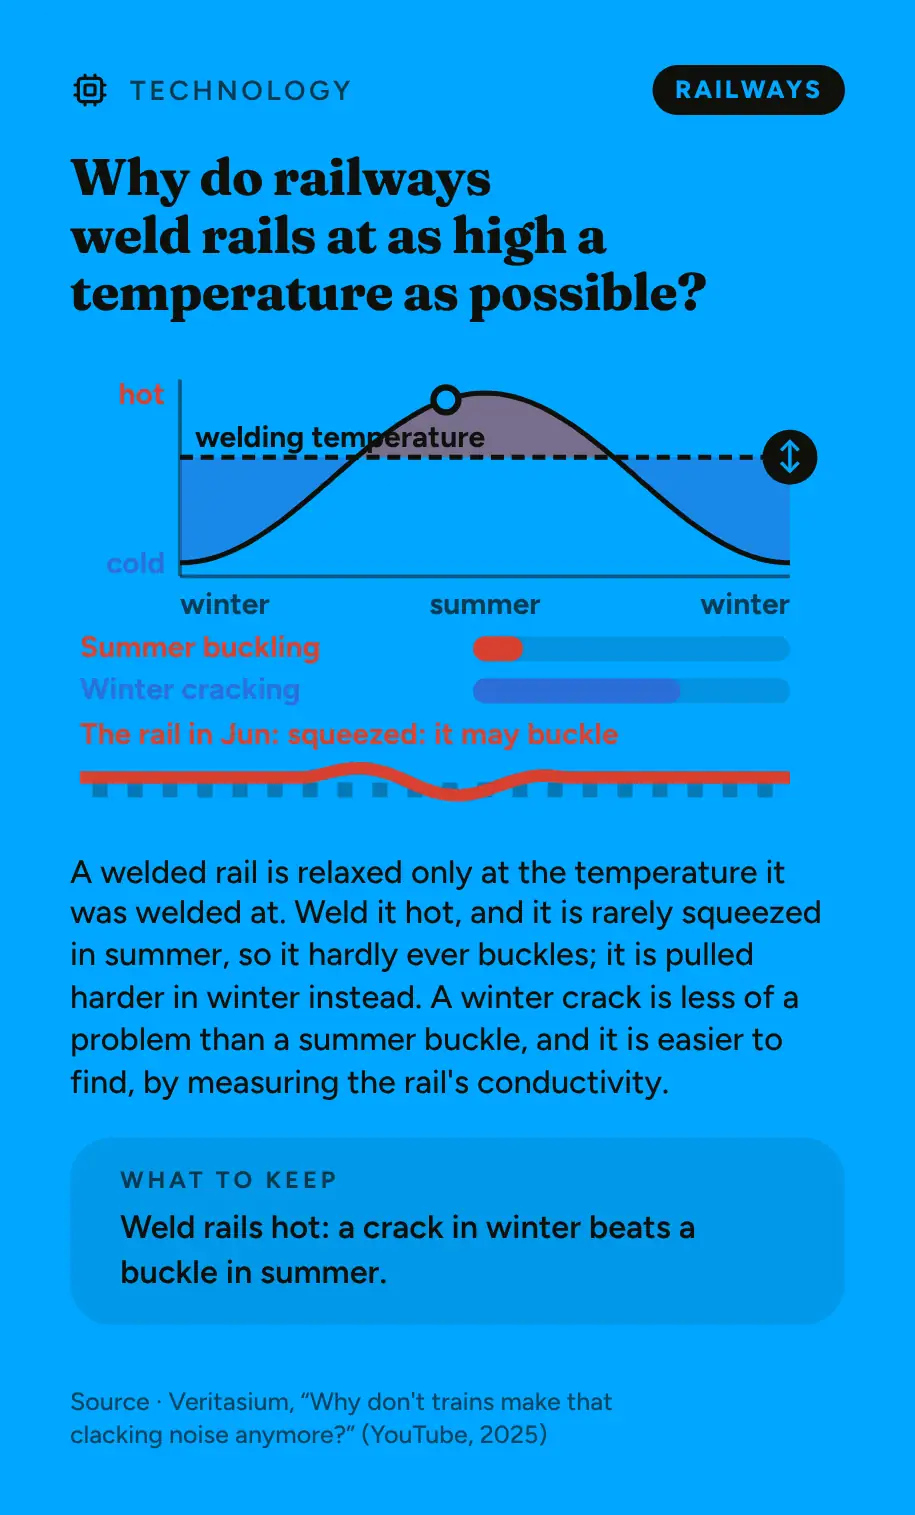 TECHNOLOGY
RAILWAYS
Why do railways
weld rails at as high a
temperature as possible?
hot
welding temperature
cold
winter
summer
winter
Summer buckling
Winter cracking
The rail in Jun: squeezed: it may buckle
A welded rail is relaxed only at the temperature it
was welded at. Weld it hot, and it is rarely squeezed
in summer, so it hardly ever buckles; it is pulled
harder in winter instead. A winter crack is less of a
problem than a summer buckle, and it is easier to
find, by measuring the rail's conductivity.
WHAT TO KEEP
Weld rails hot: a crack in winter beats a
buckle in summer.
Source · Veritasium, “Why don't trains make that
clacking noise anymore?” (YouTube, 2025)